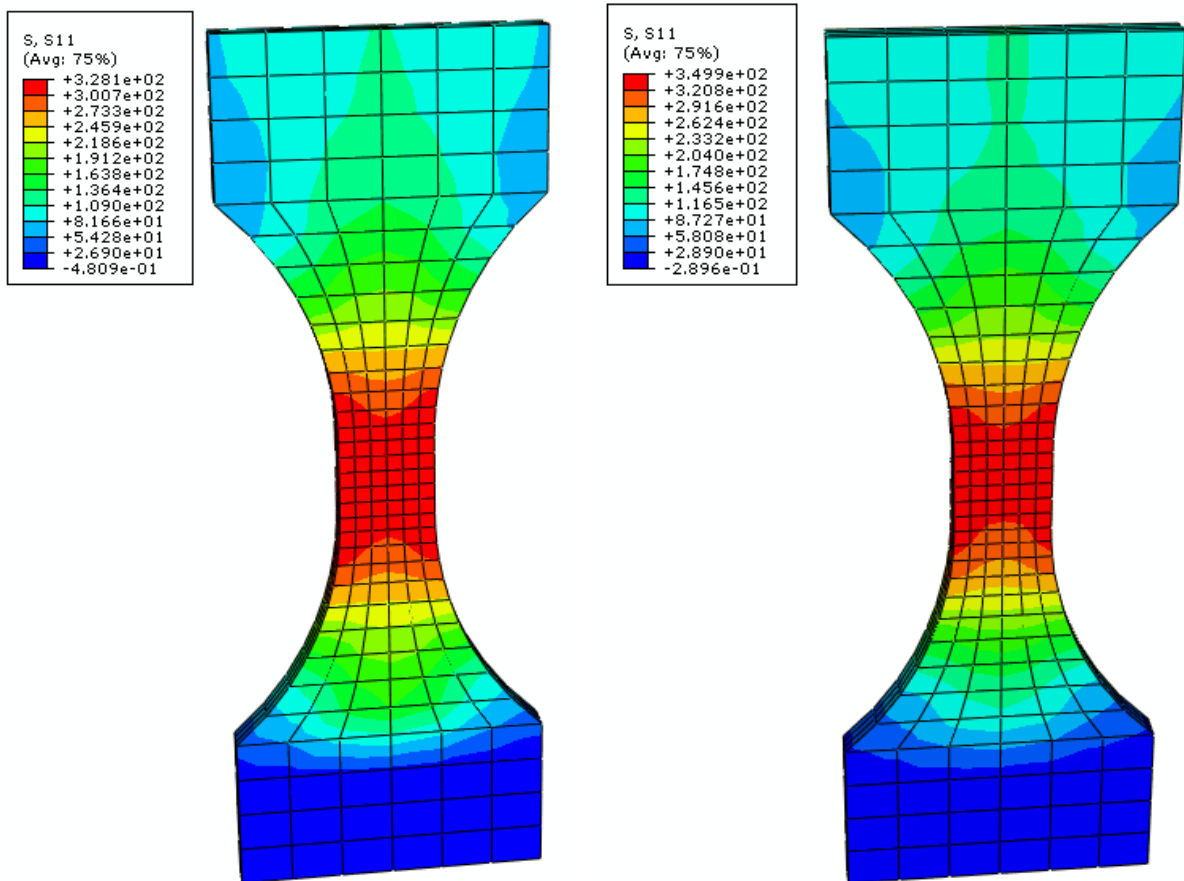 S, S11
(Avg: 75%)
+3.281e+02
+3.007e+02
+2.733e+02
+2.459e+02
+2.186e+02
+1.912e+02
+1.638e+02
+1.364e+02
+1.090e+02
+8.166e+01
+5.428e+01
+2.690e+01
-4.809e-01
S, S11
(Avg: 75%)
+3.499e+02
+3.208e+02
+2.916e+02
+2.624e+02
+2.332e+02
+2.040e+02
+1.748e+02
+1.456e+02
+1.165e+02
+8.727e+01
+5.808e+01
+2.890e+01
-2.896e-01